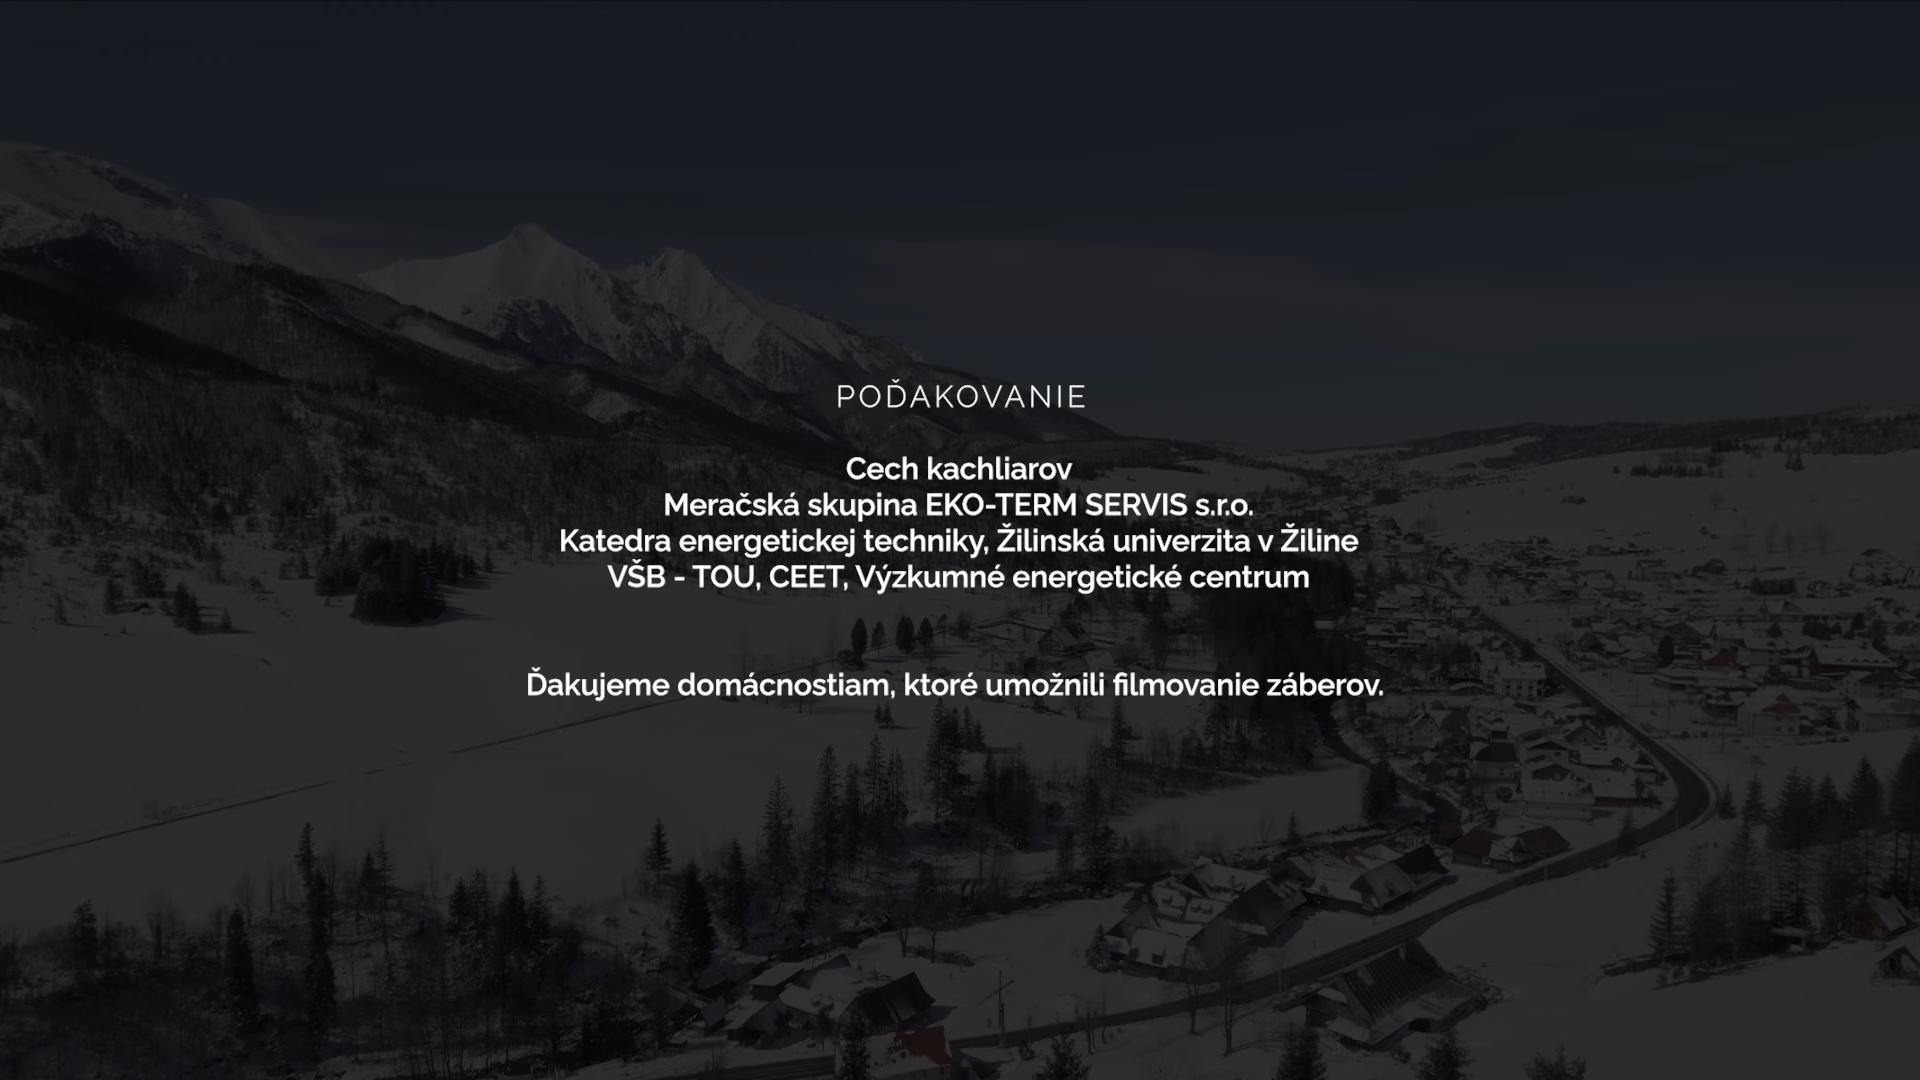 POĎAKOVANIE
Cech kachliarov
Meračská skupina EKO-TERM SERVIS s.r.o.
Katedra energetickej techniky, Žilinská univerzita v Žiline
VŠB - TOU, CEET, Výzkumné energetické centrum
Ďakujeme domácnostiam, ktoré umožnili filmovanie záberov.